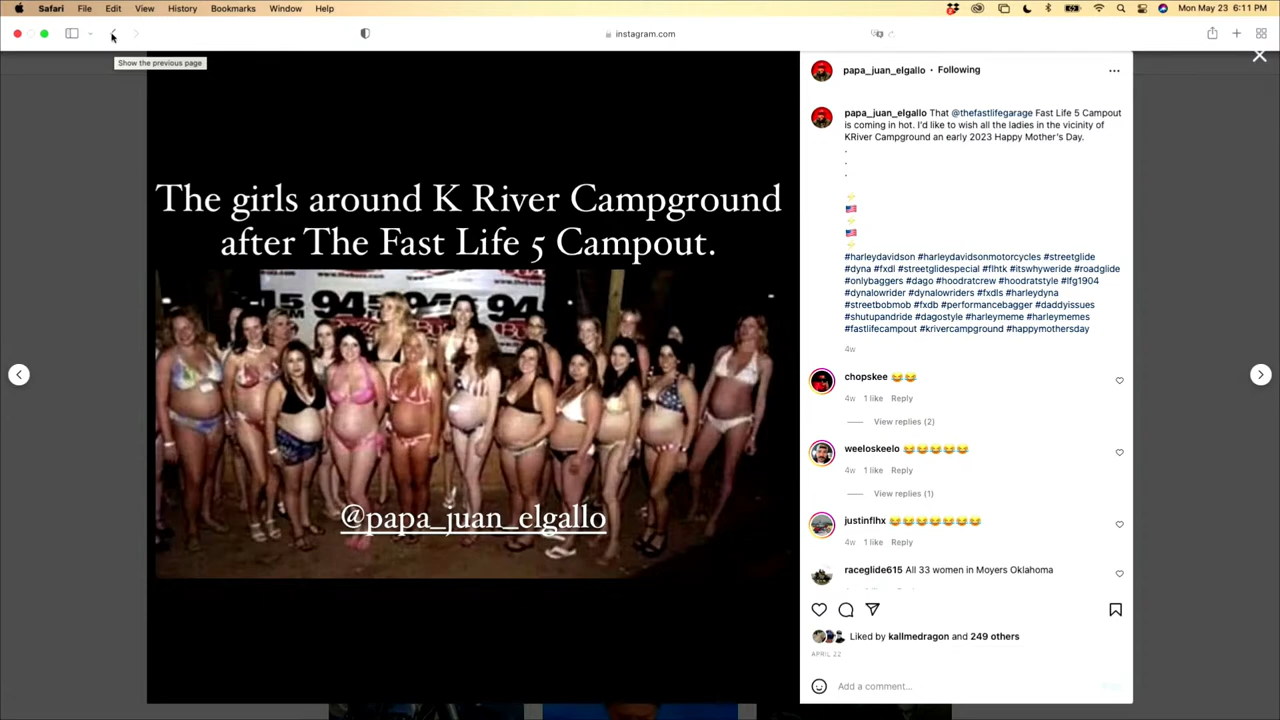 Safari File Edit View History Bookmarks Window Help Mon May 23 6:11 PM
instagram.com
Show the previous page
The girls around K River Campground
after The Fast Life 5 Campout.
@papa_juan_elgallo
papa_juan_elgallo • Following
papa_juan_elgallo That @thefastlifegarage Fast Life 5 Campout
is coming in hot. I'd like to wish all the ladies in the vicinity of
KRiver Campground an early 2023 Happy Mother's Day.
.
.
.
#harleydavidson #harleydavidsonmotorcycles #streetglide
#dyna #fxdl #streetglidespecial #flhtk #itswhyweride #roadglide
#onlybaggers #dago #hoodratcrew #hoodratstyle #lfg1904
#dynalowrider #dynalowriders #fxdls #harleydyna
#streetbobmob #fxdb #performancebagger #daddyissues
#shutupandride #dagostyle #harleymeme #harleymemes
#fastlifecampout #krivercampground #happymothersday
4w
chopskee 😂😂
4w 1 like Reply
View replies (2)
weeloskeelo 😂😂😂😂😂
4w 1 like Reply
View replies (1)
justinflhx 😂😂😂😂😂😂😂
4w 1 like Reply
raceglide615 All 33 women in Moyers Oklahoma
Liked by kallmedragon and 249 others
APRIL 22
Add a comment...